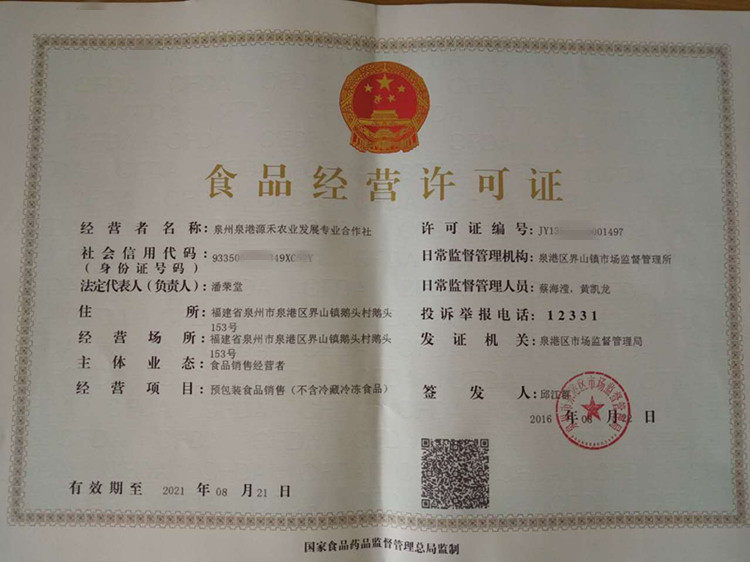 食品经营许可证
经营者名称：泉州泉港源禾农业发展专业合作社
社会信用代码：
（身份证号码）
法定代表人（负责人）：潘荣堂
住所：福建省泉州市泉港区界山镇鹅头村鹅头
153号
经营场所：福建省泉州市泉港区界山镇鹅头村鹅头
153号
主体业态：食品销售经营者
经营项目：预包装食品销售（不含冷藏冷冻食品）
有效期至 2021 年 08 月 21 日
许可证编号：
日常监督管理机构：泉港区界山镇市场监督管理所
日常监督管理人员：蔡海滢，黄凯龙
投诉举报电话：12331
发证机关：泉港区市场监督管理局
签发人：邱江
2016 年 08 月 22 日
国家食品药品监督管理总局监制